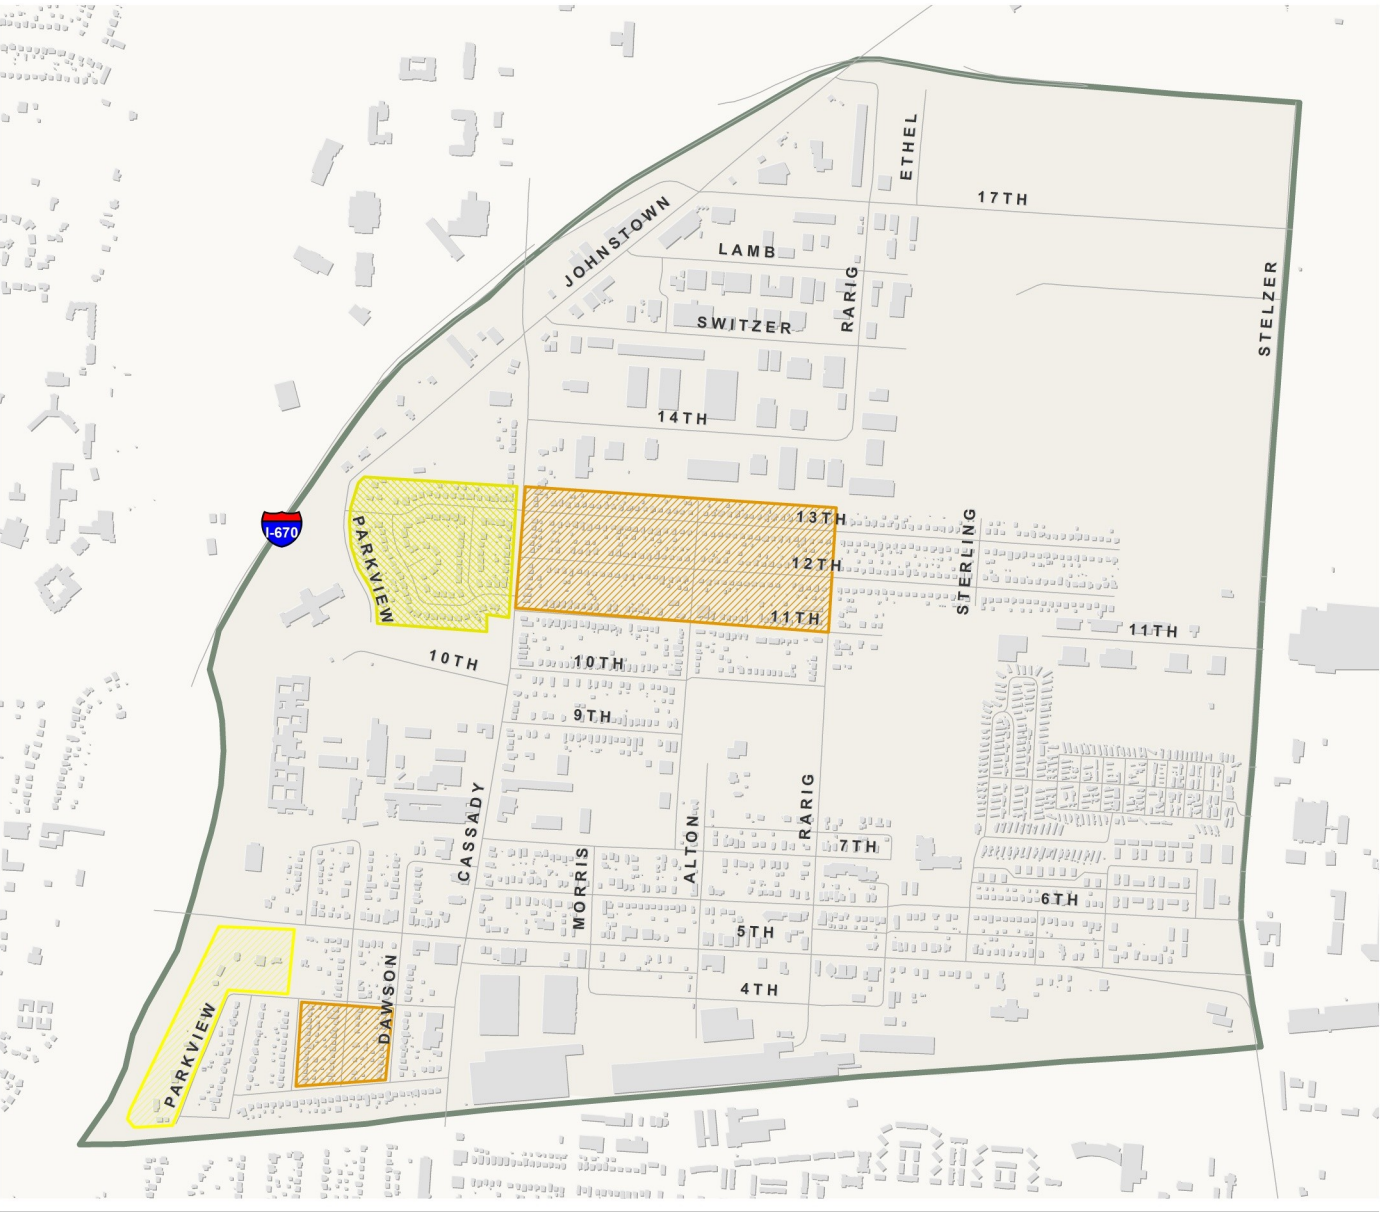 ETHEL
17TH
JOHNSTOWN
LAMB
RARIG
STELZER
SWITZER
14TH
I-670
PARKVIEW
13TH
STERLING
12TH
11TH
11TH
10TH
10TH
9TH
CASSADY
RARIG
ALTON
MORRIS
7TH
6TH
5TH
DAWSON
4TH
PARKVIEW